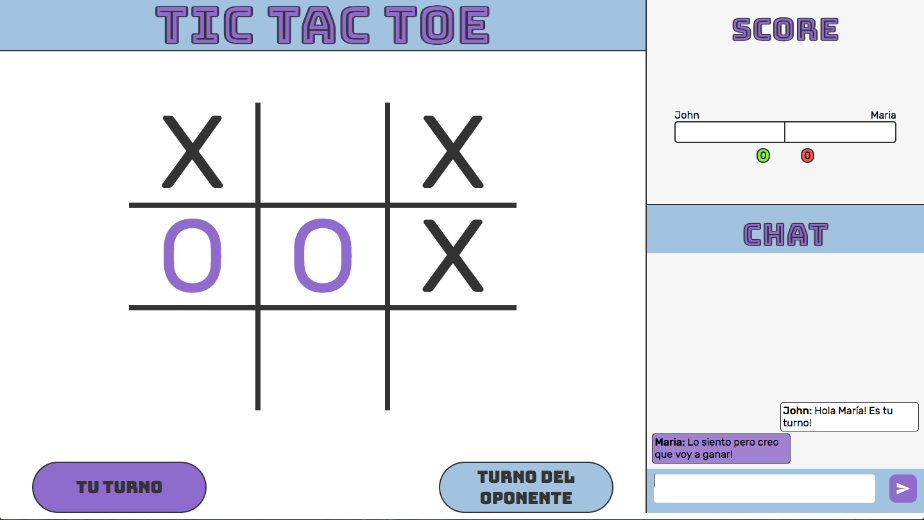 TIC TAC TOE
X X
O O X
TU TURNO
TURNO DEL
OPONENTE
SCORE
John Maria
0 0
CHAT
John: Hola María! Es tu
turno!
Maria: Lo siento pero creo
que voy a ganar!